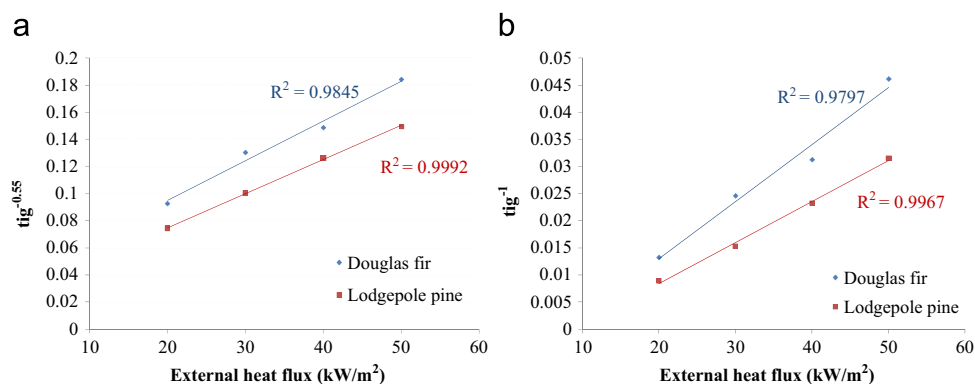 a
0.2
0.18
0.16
0.14
0.12
0.1
0.08
0.06
0.04
0.02
0
tig-0.55
R2 = 0.9845
R2 = 0.9992
Douglas fir
Lodgepole pine
10 20 30 40 50 60
External heat flux (kW/m2)
b
0.05
0.045
0.04
0.035
0.03
0.025
0.02
0.015
0.01
0.005
0
tig-1
R2 = 0.9797
R2 = 0.9967
Douglas fir
Lodgepole pine
10 20 30 40 50 60
External heat flux (kW/m2)